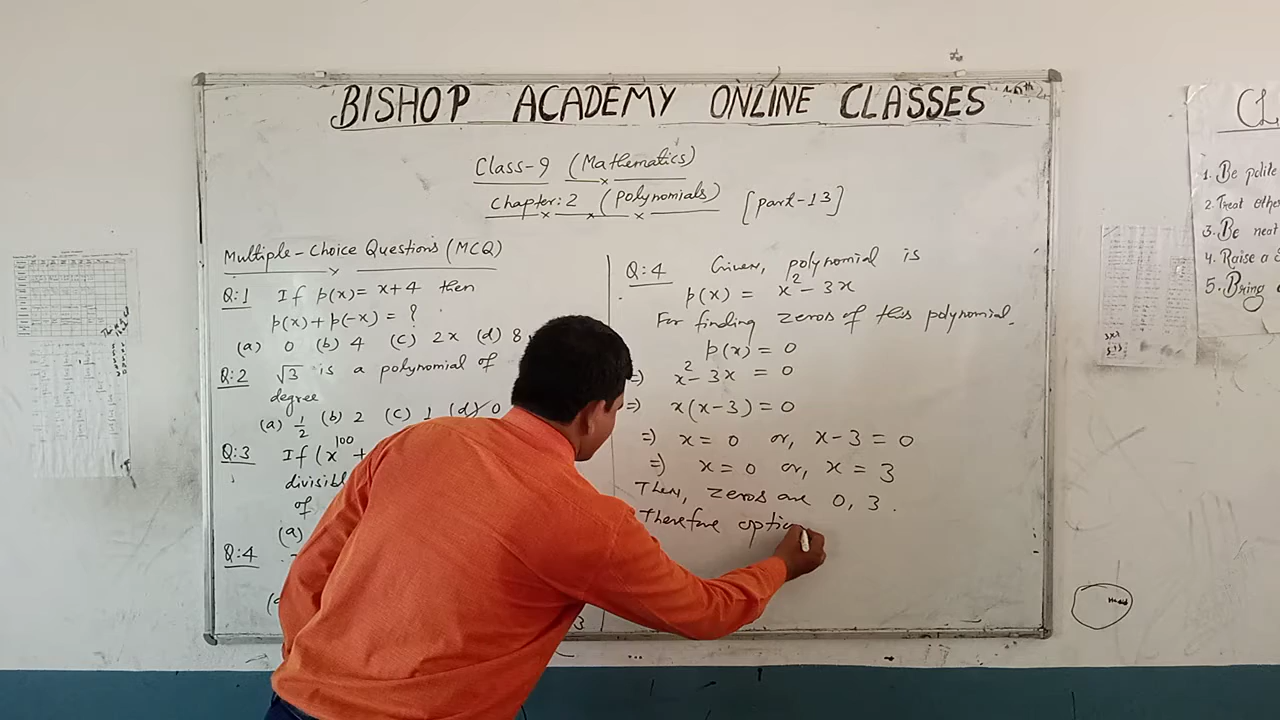 BISHOP ACADEMY ONLINE CLASSES
Class-9 (Mathematics)
Chapter: 2 (Polynomials) [Part-13]
Multiple-Choice Questions (MCQ)
Q:1 If p(x) = x+4 then
p(x) + p(-x) = ?
(a) 0 (b) 4 (c) 2x (d) 8
Q:2 √3 is a polynomial of
degree
(a) 1/2 (b) 2 (c) 1 (d) 0
Q:3 If (x^100 +
divisibl
of
(a)
Q:4
3
Q:4 Given, polynomial is
p(x) = x² - 3x
For finding zeros of this polynomial.
p(x) = 0
=) x² - 3x = 0
=) x(x-3) = 0
=) x = 0 or, x-3 = 0
=) x = 0 or, x = 3
Then, zeros are 0, 3.
Therefore optio
CL
1. Be polite
2. Treat othe
3. Be neat
4. Raise a
5. Bring